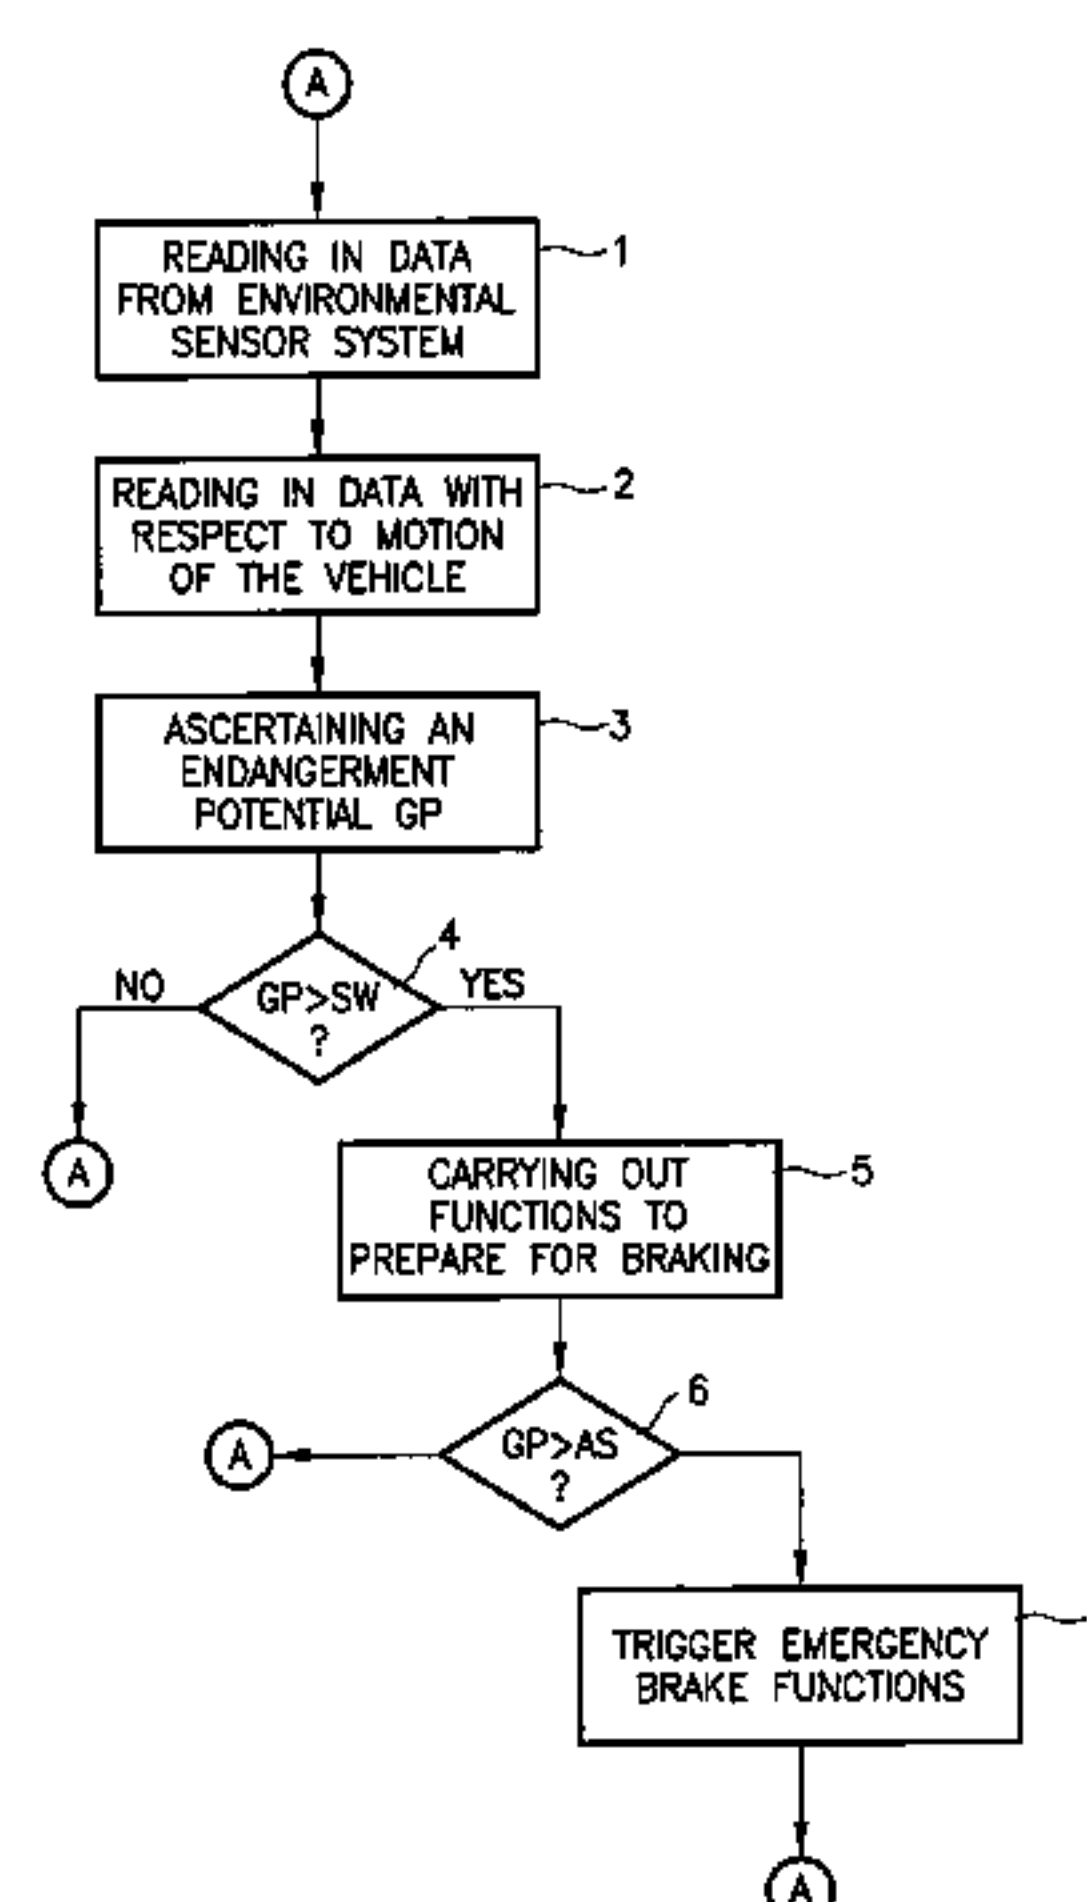 A
READING IN DATA
FROM ENVIRONMENTAL
SENSOR SYSTEM
1
READING IN DATA WITH
RESPECT TO MOTION
OF THE VEHICLE
2
ASCERTAINING AN
ENDANGERMENT
POTENTIAL GP
3
4
NO
GP>SW
?
YES
A
CARRYING OUT
FUNCTIONS TO
PREPARE FOR BRAKING
5
6
A
GP>AS
?
TRIGGER EMERGENCY
BRAKE FUNCTIONS
A